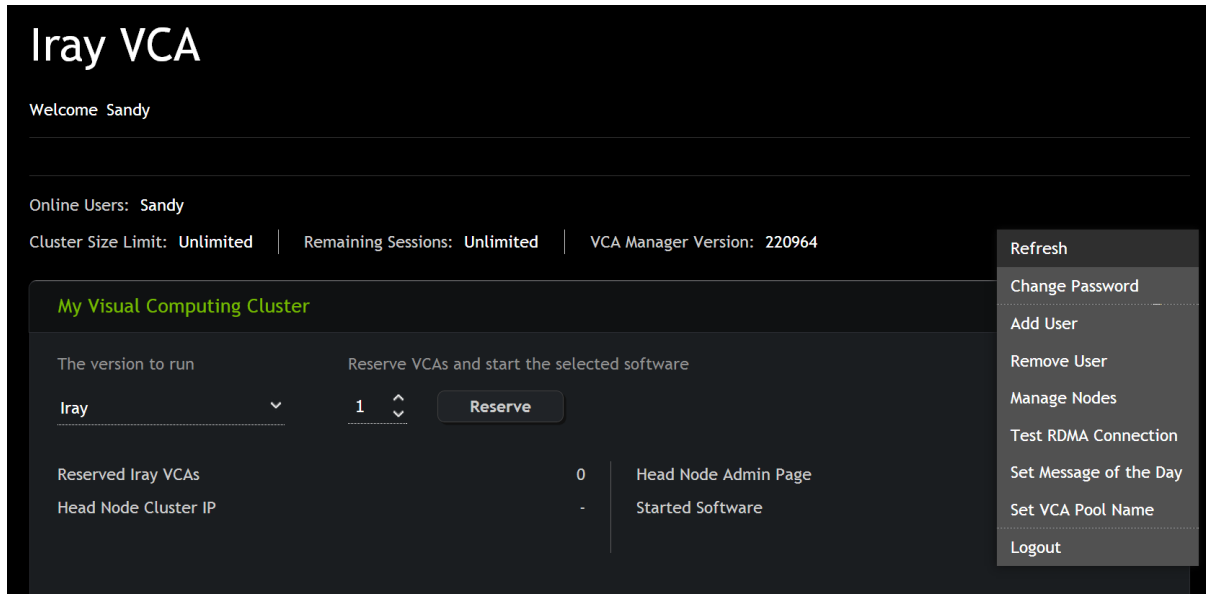 Iray VCA
Welcome Sandy
Online Users: Sandy
Cluster Size Limit: Unlimited Remaining Sessions: Unlimited VCA Manager Version: 220964
My Visual Computing Cluster
The version to run Reserve VCAs and start the selected software
Iray 1 Reserve
Reserved Iray VCAs 0 Head Node Admin Page
Head Node Cluster IP - Started Software
Refresh
Change Password
Add User
Remove User
Manage Nodes
Test RDMA Connection
Set Message of the Day
Set VCA Pool Name
Logout